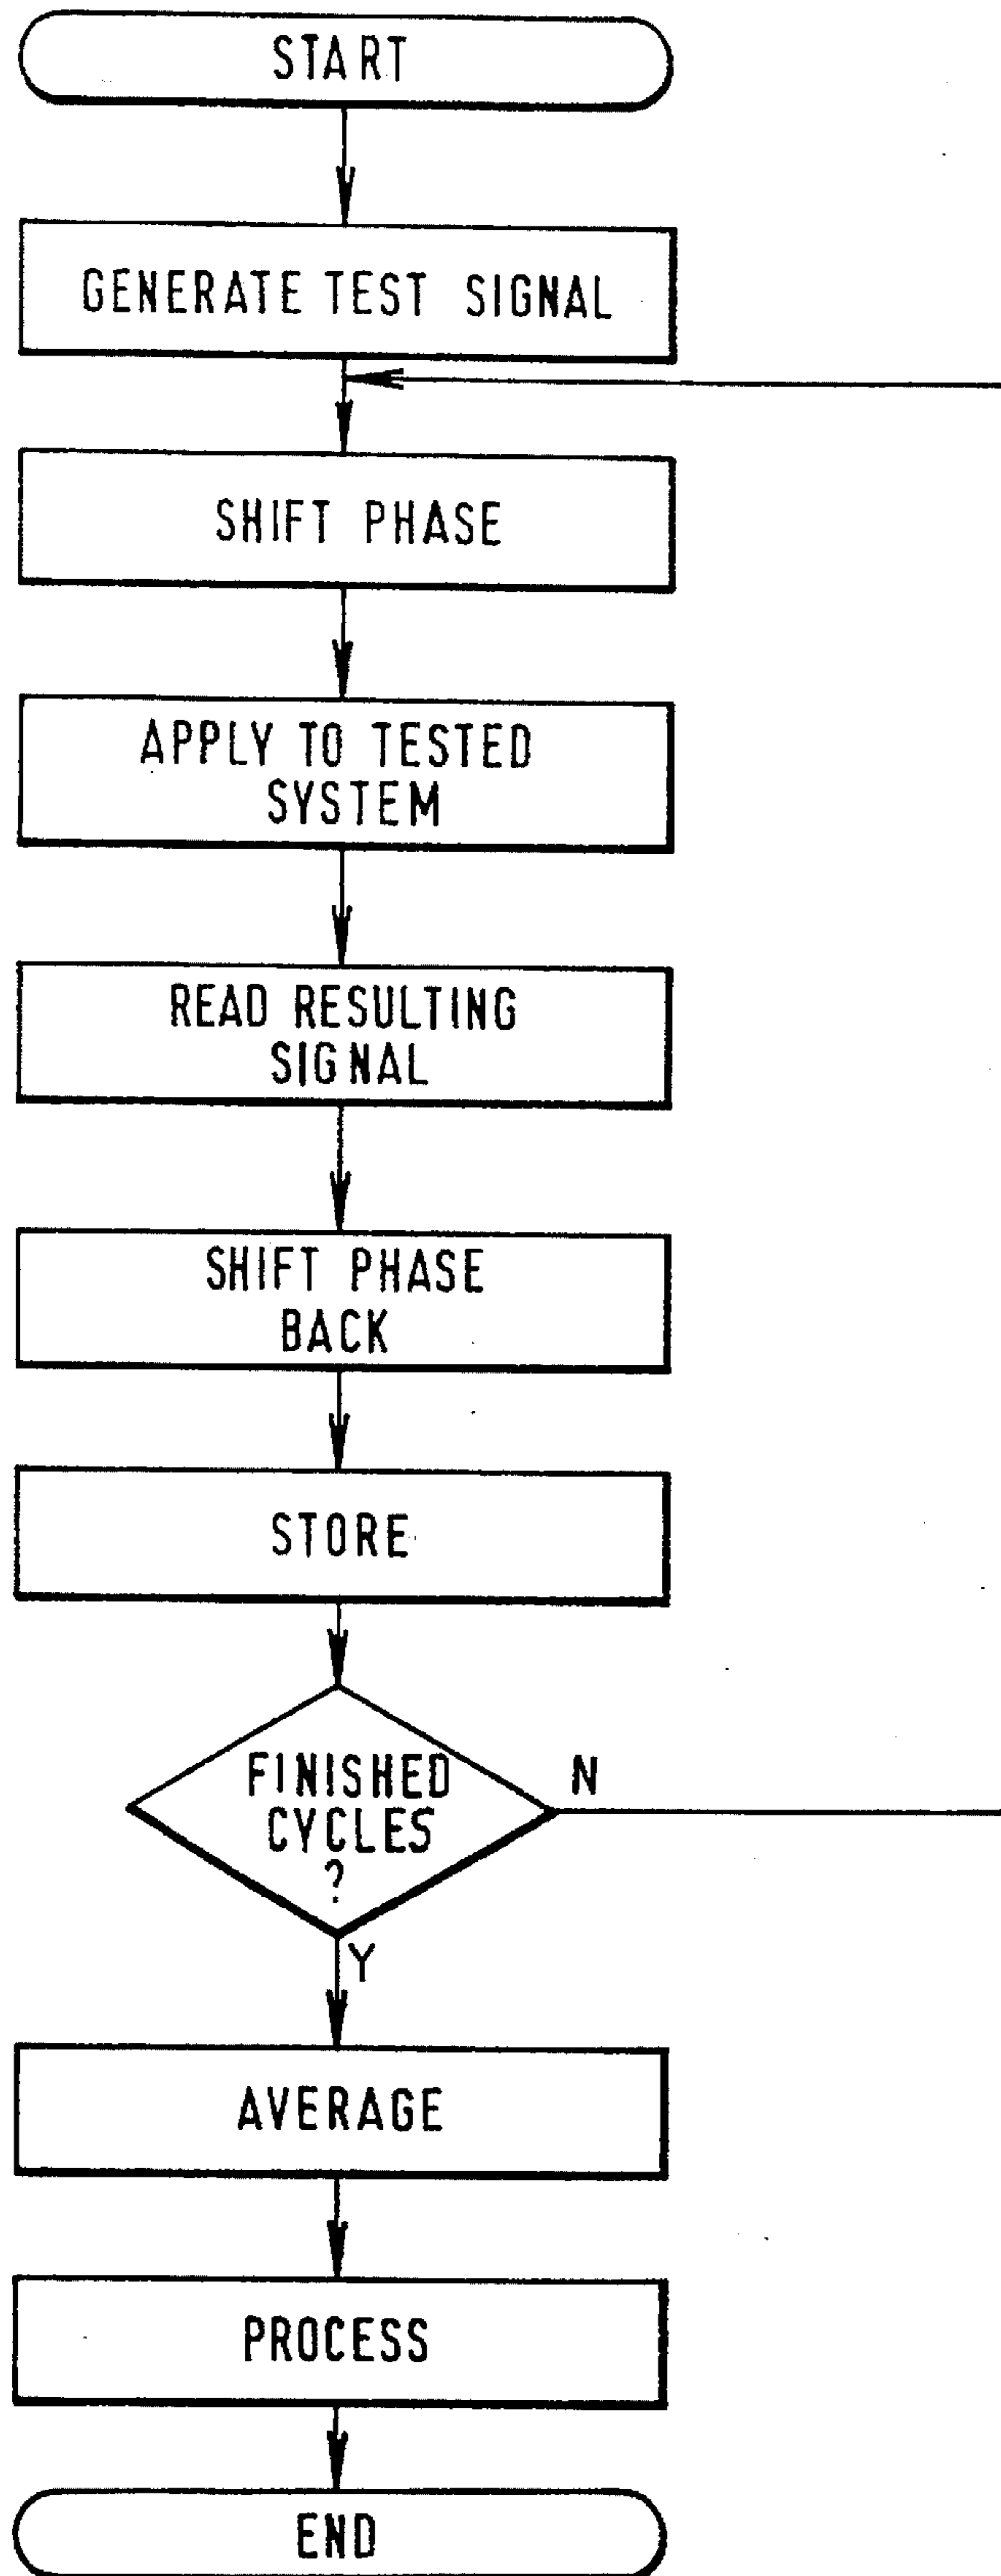 START
GENERATE TEST SIGNAL
SHIFT PHASE
APPLY TO TESTED
SYSTEM
READ RESULTING
SIGNAL
SHIFT PHASE
BACK
STORE
FINISHED
CYCLES
?
N
Y
AVERAGE
PROCESS
END